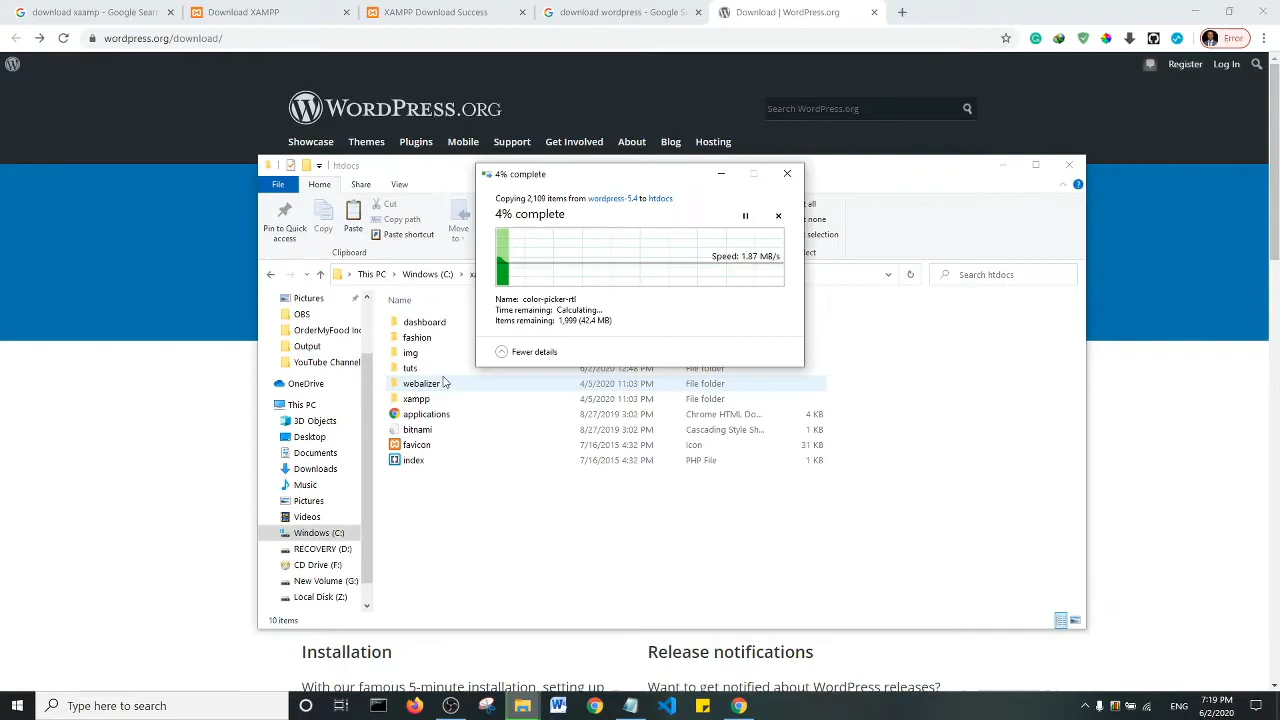 download xaamp - Google Sear
Download XAMPP
XAMPP Download Success
download wordpress - Google S
Download | WordPress.org
wordpress.org/download/
Error
Register
Log In
WORDPRESS.ORG
Search WordPress.org
Showcase
Themes
Plugins
Mobile
Support
Get Involved
About
Blog
Hosting
htdocs
File
Home
Share
View
Pin to Quick
access
Copy
Paste
Cut
Copy path
Paste shortcut
Move
to
Clipboard
all
none
selection
ect
This PC
Windows (C:)
xa
Search htdocs
4% complete
Copying 2,109 items from wordpress-5.4 to htdocs
4% complete
Speed: 1.87 MB/s
Name: color-picker-rtl
Time remaining: Calculating...
Items remaining: 1,999 (42.4 MB)
Fewer details
Pictures
OBS
OrderMyFood Inc
Output
YouTube Channel
OneDrive
This PC
3D Objects
Desktop
Documents
Downloads
Music
Pictures
Videos
Windows (C:)
RECOVERY (D:)
CD Drive (F:)
New Volume (G:)
Local Disk (Z:)
Name
dashboard
fashion
img
tuts 6/2/2020 12:48 PM File folder
webalizer 4/5/2020 11:03 PM File folder
xampp 4/5/2020 11:03 PM File folder
applications 8/27/2019 3:02 PM Chrome HTML Do... 4 KB
bitnami 8/27/2019 3:02 PM Cascading Style Sh... 1 KB
favicon 7/16/2015 4:32 PM Icon 31 KB
index 7/16/2015 4:32 PM PHP File 1 KB
10 items
Installation
With our famous 5-minute installation, setting up
Release notifications
Want to get notified about WordPress releases?
Type here to search
ENG
7:19 PM
6/2/2020